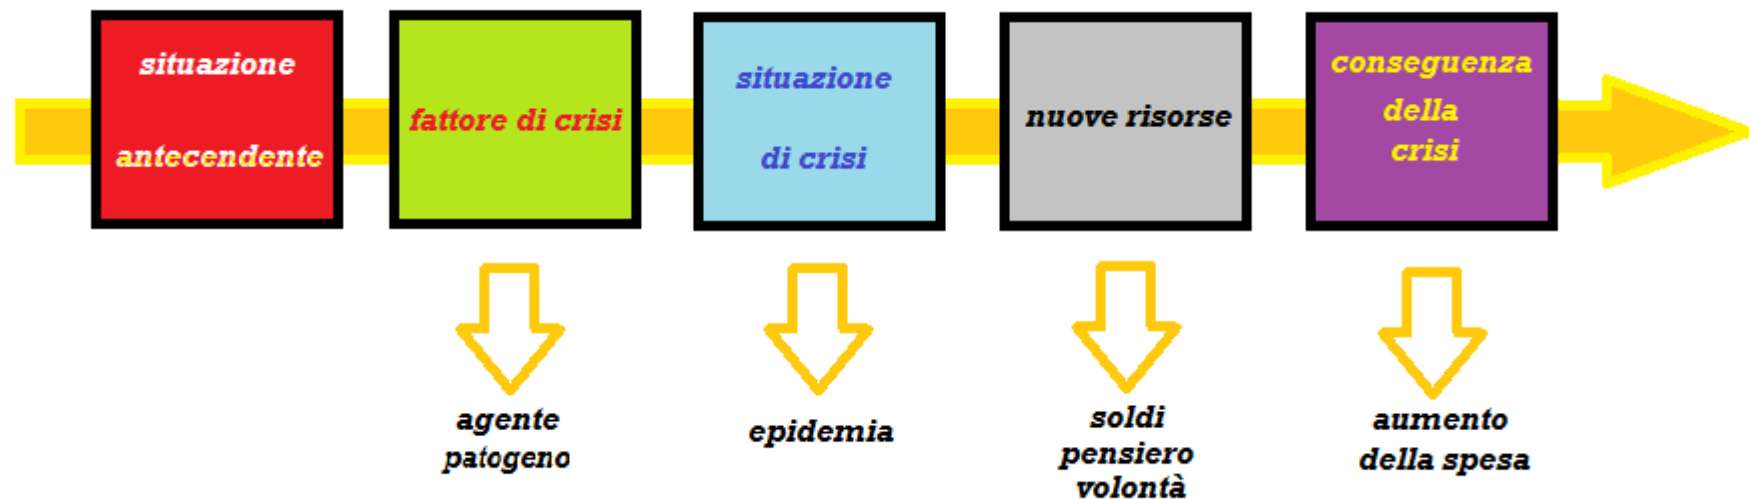 situazione
antecendente
fattore di crisi
situazione
di crisi
nuove risorse
conseguenza
della
crisi
agente
patogeno
epidemia
soldi
pensiero
volontà
aumento
della spesa